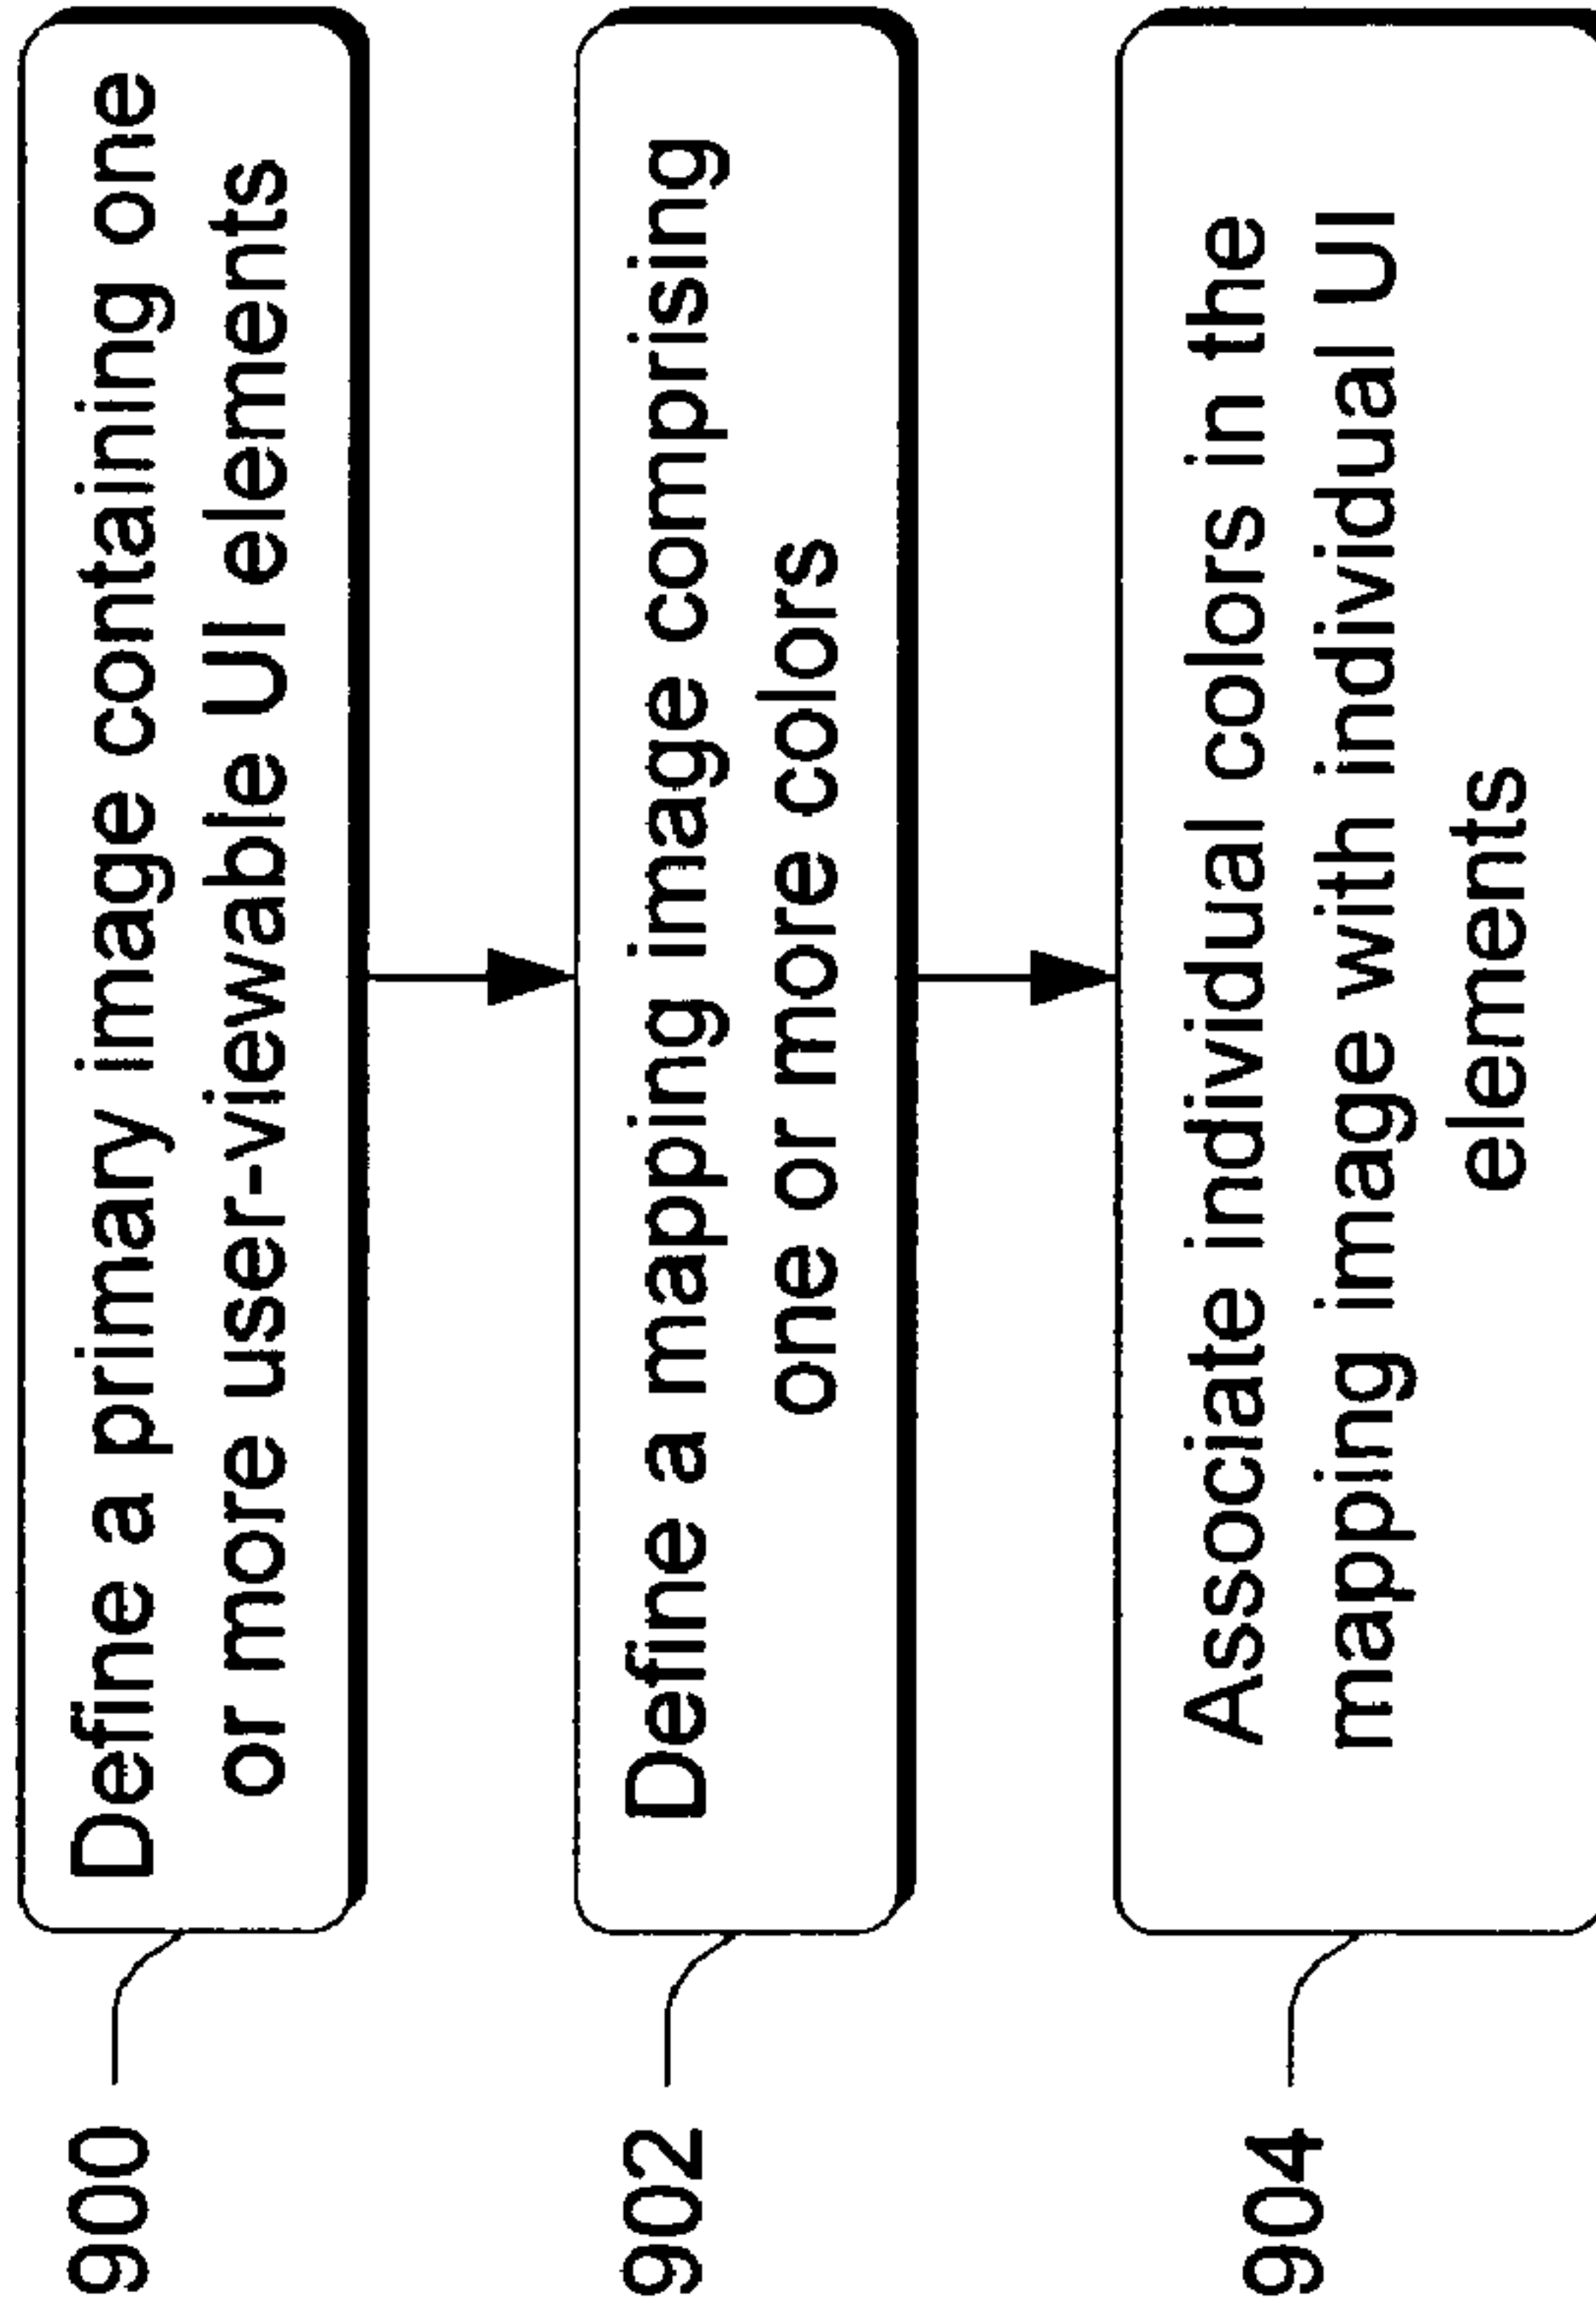 900
Define a primary image containing one
or more user-viewable UI elements
902
Define a mapping image comprising
one or more colors
904
Associate individual colors in the
mapping image with individual UI
elements